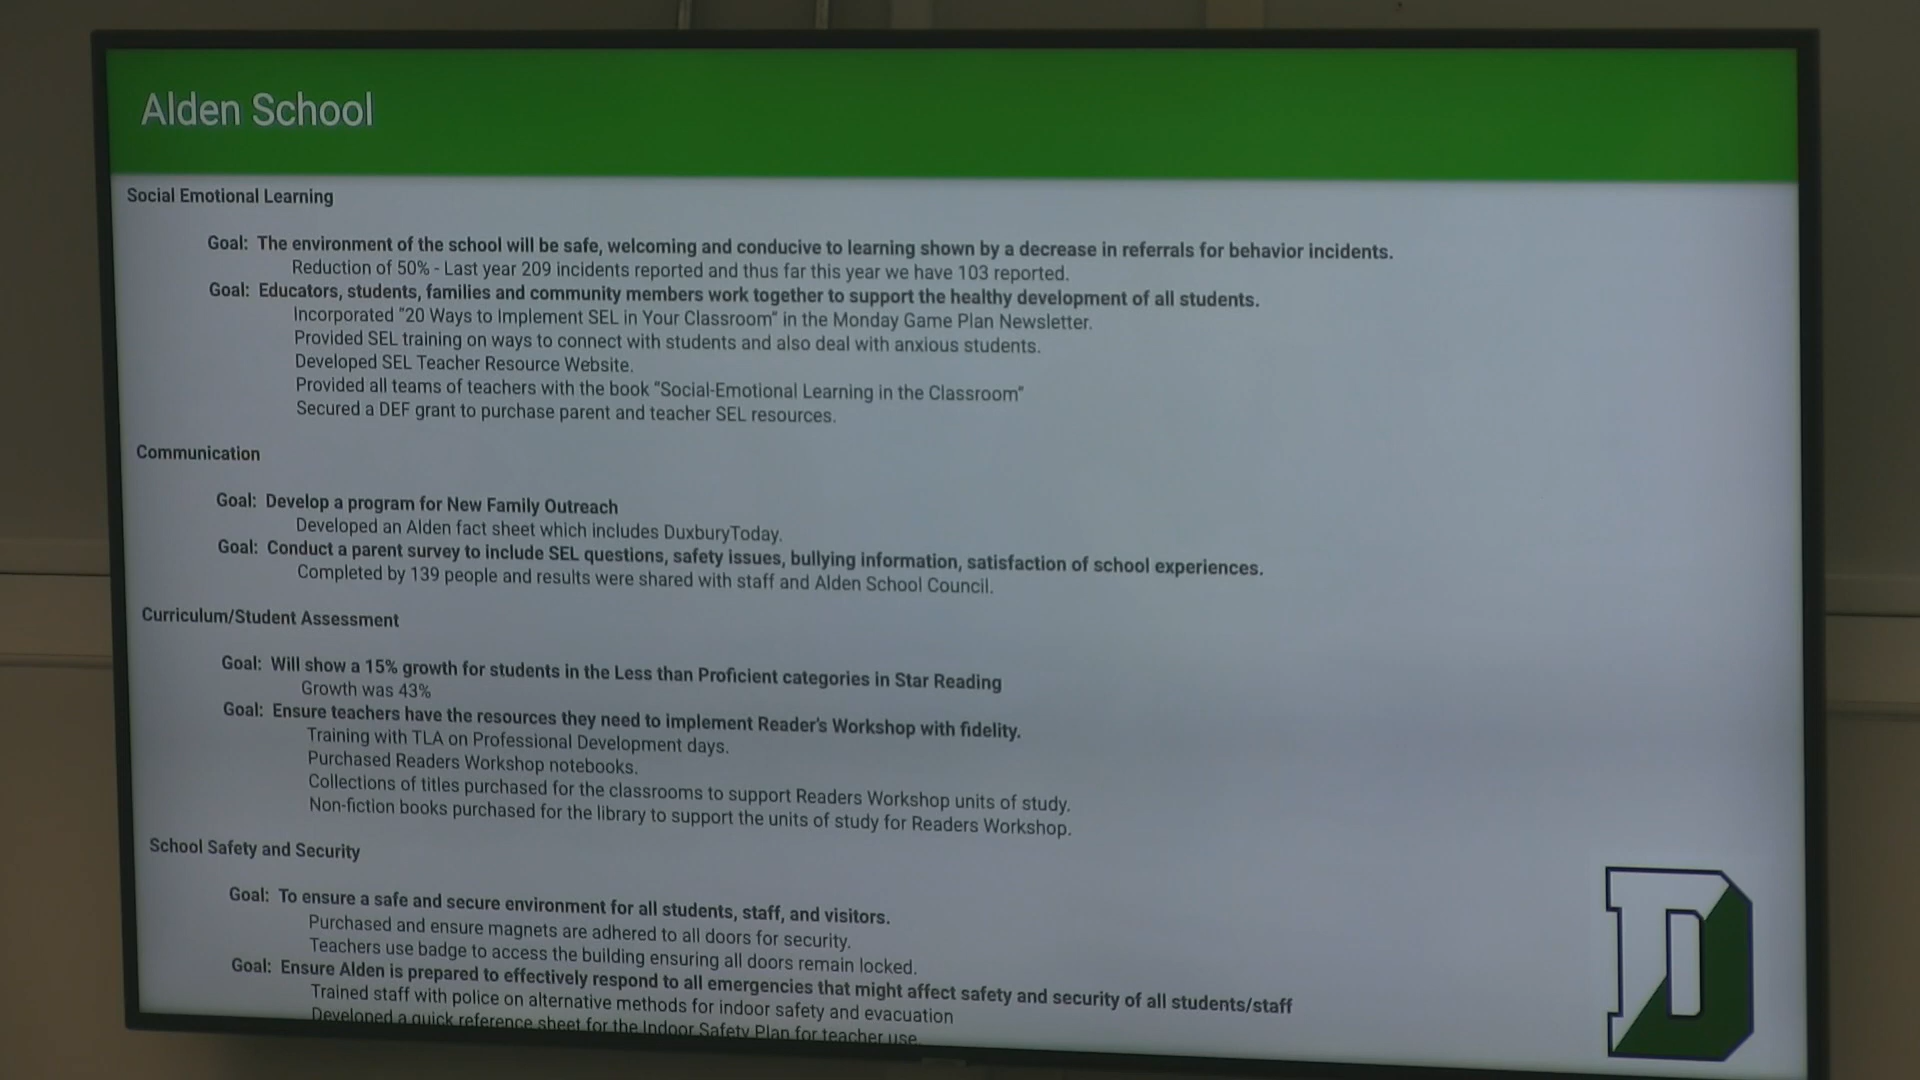 Alden School
Social Emotional Learning
Goal: The environment of the school will be safe, welcoming and conducive to learning shown by a decrease in referrals for behavior incidents.
Reduction of 50% - Last year 209 incidents reported and thus far this year we have 103 reported.
Goal: Educators, students, families and community members work together to support the healthy development of all students.
Incorporated "20 Ways to Implement SEL in Your Classroom" in the Monday Game Plan Newsletter.
Provided SEL training on ways to connect with students and also deal with anxious students.
Developed SEL Teacher Resource Website.
Provided all teams of teachers with the book "Social-Emotional Learning in the Classroom"
Secured a DEF grant to purchase parent and teacher SEL resources.
Communication
Goal: Develop a program for New Family Outreach
Developed an Alden fact sheet which includes DuxburyToday.
Goal: Conduct a parent survey to include SEL questions, safety issues, bullying information, satisfaction of school experiences.
Completed by 139 people and results were shared with staff and Alden School Council.
Curriculum/Student Assessment
Goal: Will show a 15% growth for students in the Less than Proficient categories in Star Reading
Growth was 43%
Goal: Ensure teachers have the resources they need to implement Reader's Workshop with fidelity.
Training with TLA on Professional Development days.
Purchased Readers Workshop notebooks.
Collections of titles purchased for the classrooms to support Readers Workshop units of study.
Non-fiction books purchased for the library to support the units of study for Readers Workshop.
School Safety and Security
Goal: To ensure a safe and secure environment for all students, staff, and visitors.
Purchased and ensure magnets are adhered to all doors for security.
Teachers use badge to access the building ensuring all doors remain locked.
Goal: Ensure Alden is prepared to effectively respond to all emergencies that might affect safety and security of all students/staff
Trained staff with police on alternative methods for indoor safety and evacuation
Developed a quick reference sheet for the Indoor Safety Plan for teacher use.
D